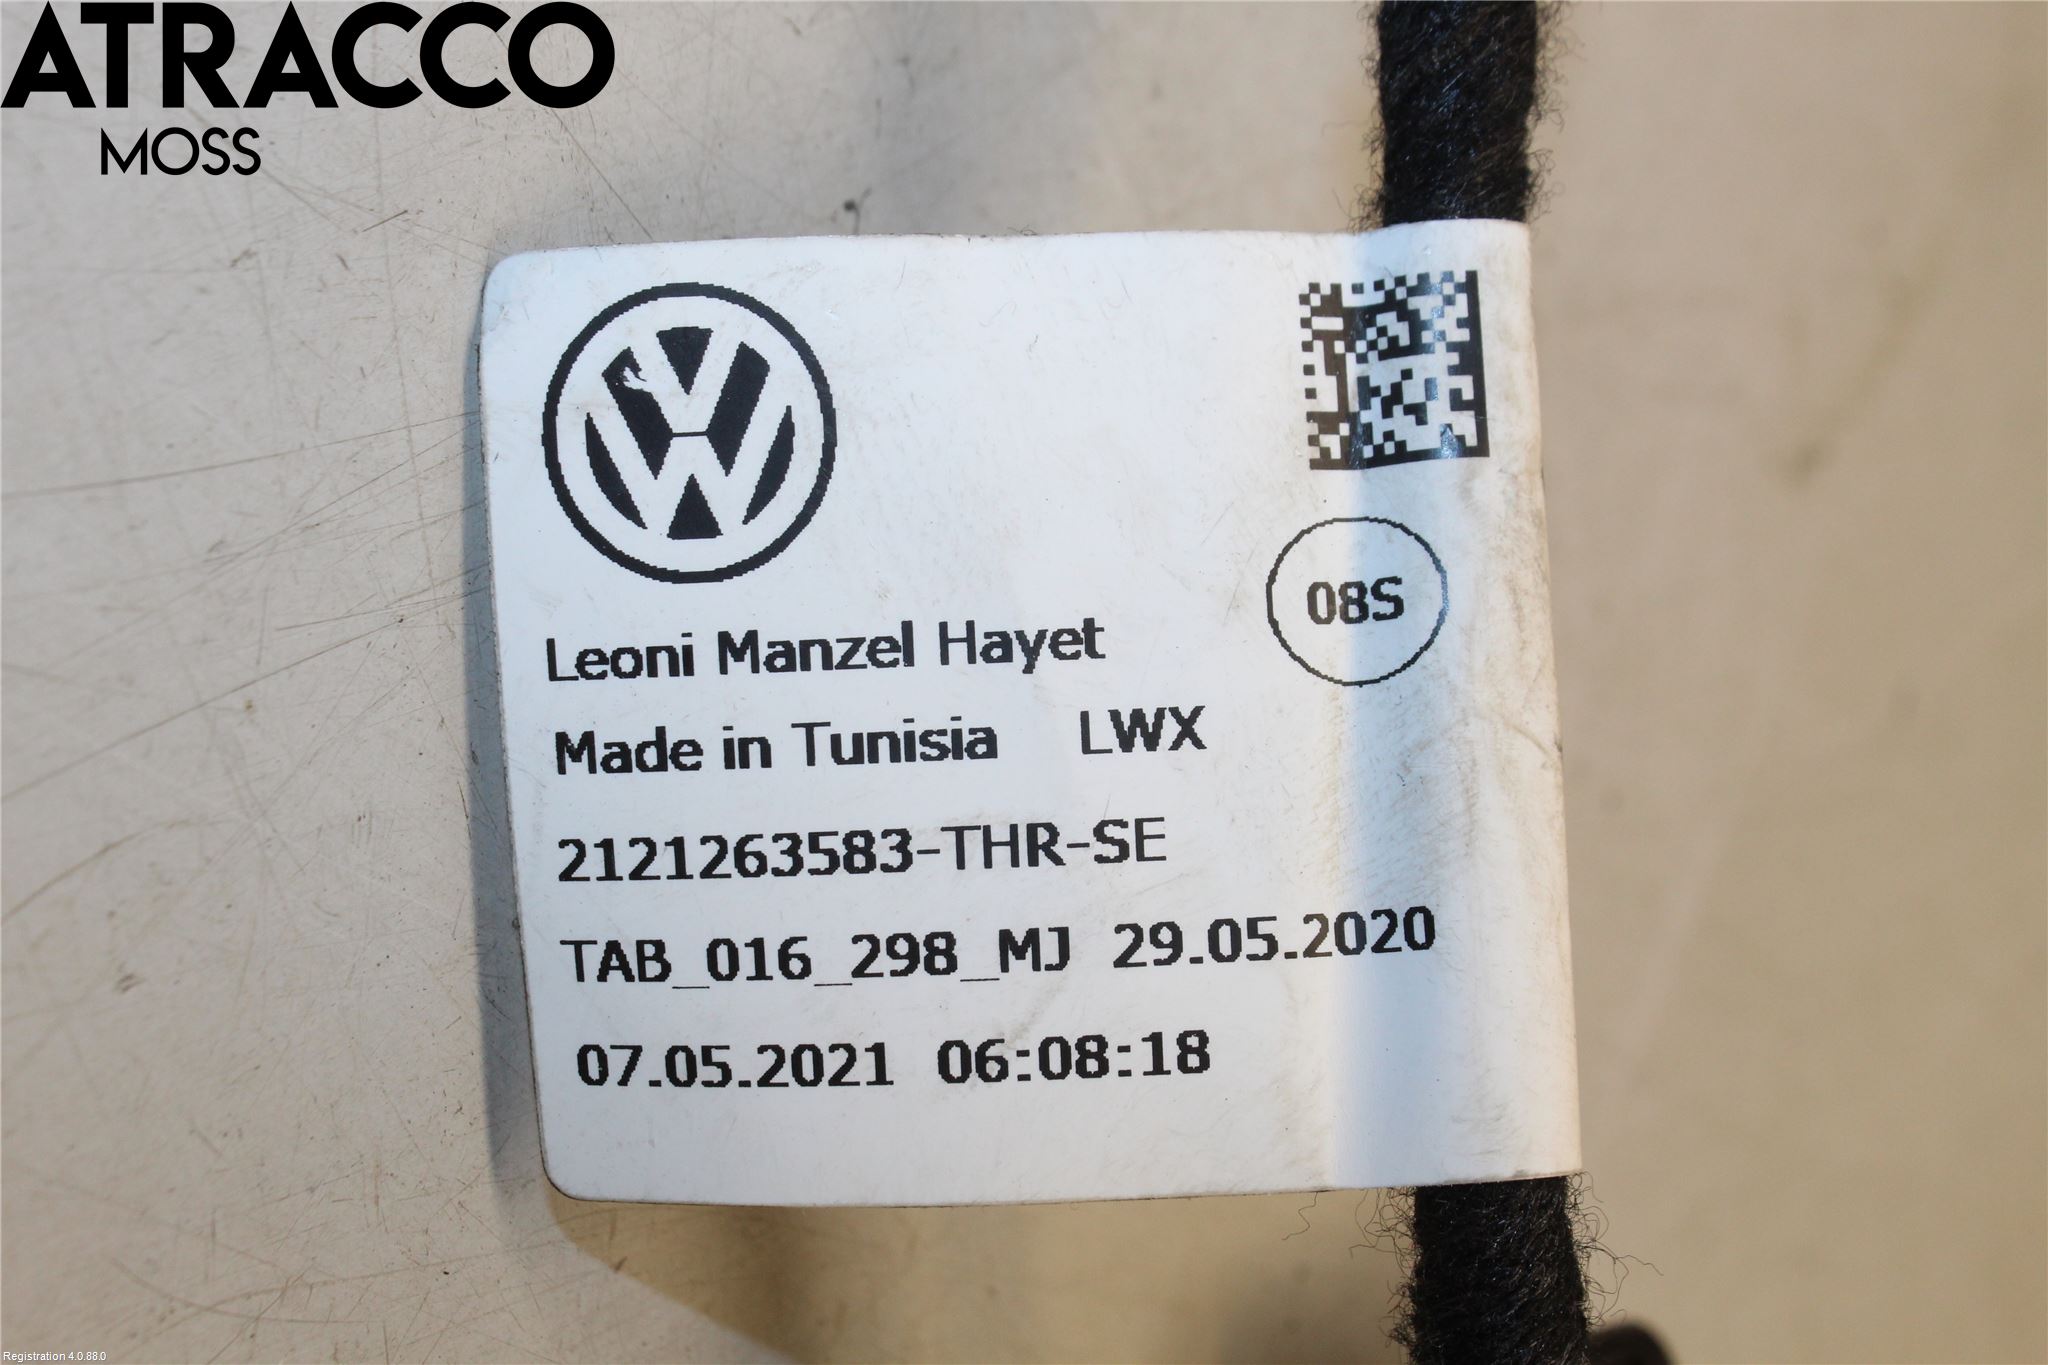 ATRACCO
MOSS
08S
Leoni Manzel Hayet
Made in Tunisia LWX
2121263583-THR-SE
TAB_016_298_MJ 29.05.2020
07.05.2021 06:08:18
Registration 4.0.88.0